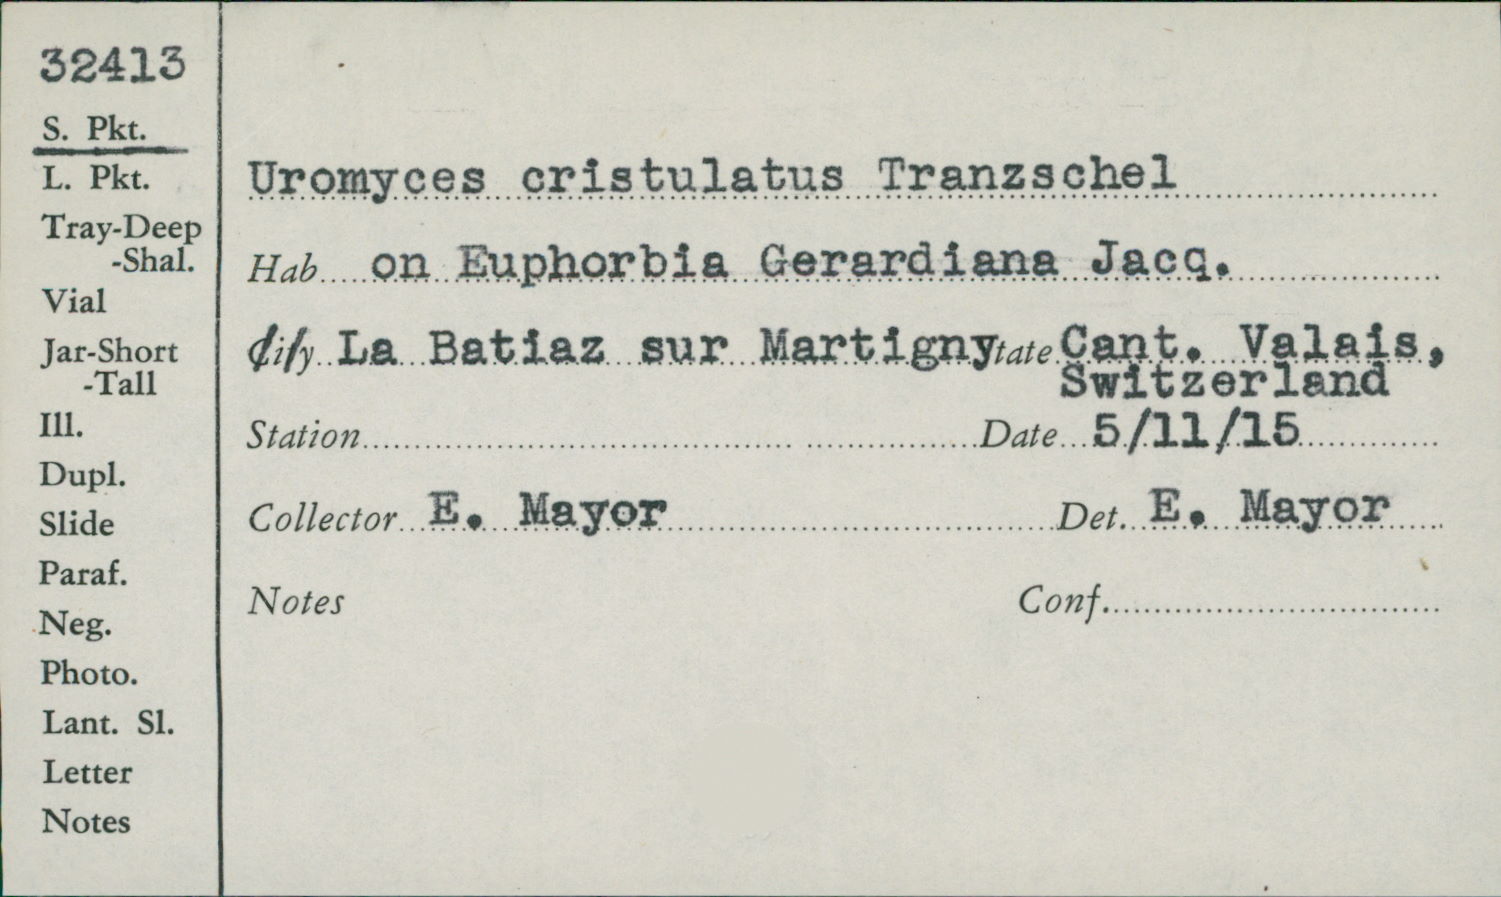 32413
S. Pkt.
L. Pkt.
Tray-Deep
-Shal.
Vial
Jar-Short
-Tall
Ill.
Dupl.
Slide
Paraf.
Neg.
Photo.
Lant. Sl.
Letter
Notes
Uromyces cristulatus Tranzschel
Hab on Euphorbia Gerardiana Jacq.
City La Batiaz sur Martigny tate Cant. Valais,
Switzerland
Station Date 5/11/15
Collector E. Mayor Det. E. Mayor
Notes Conf.